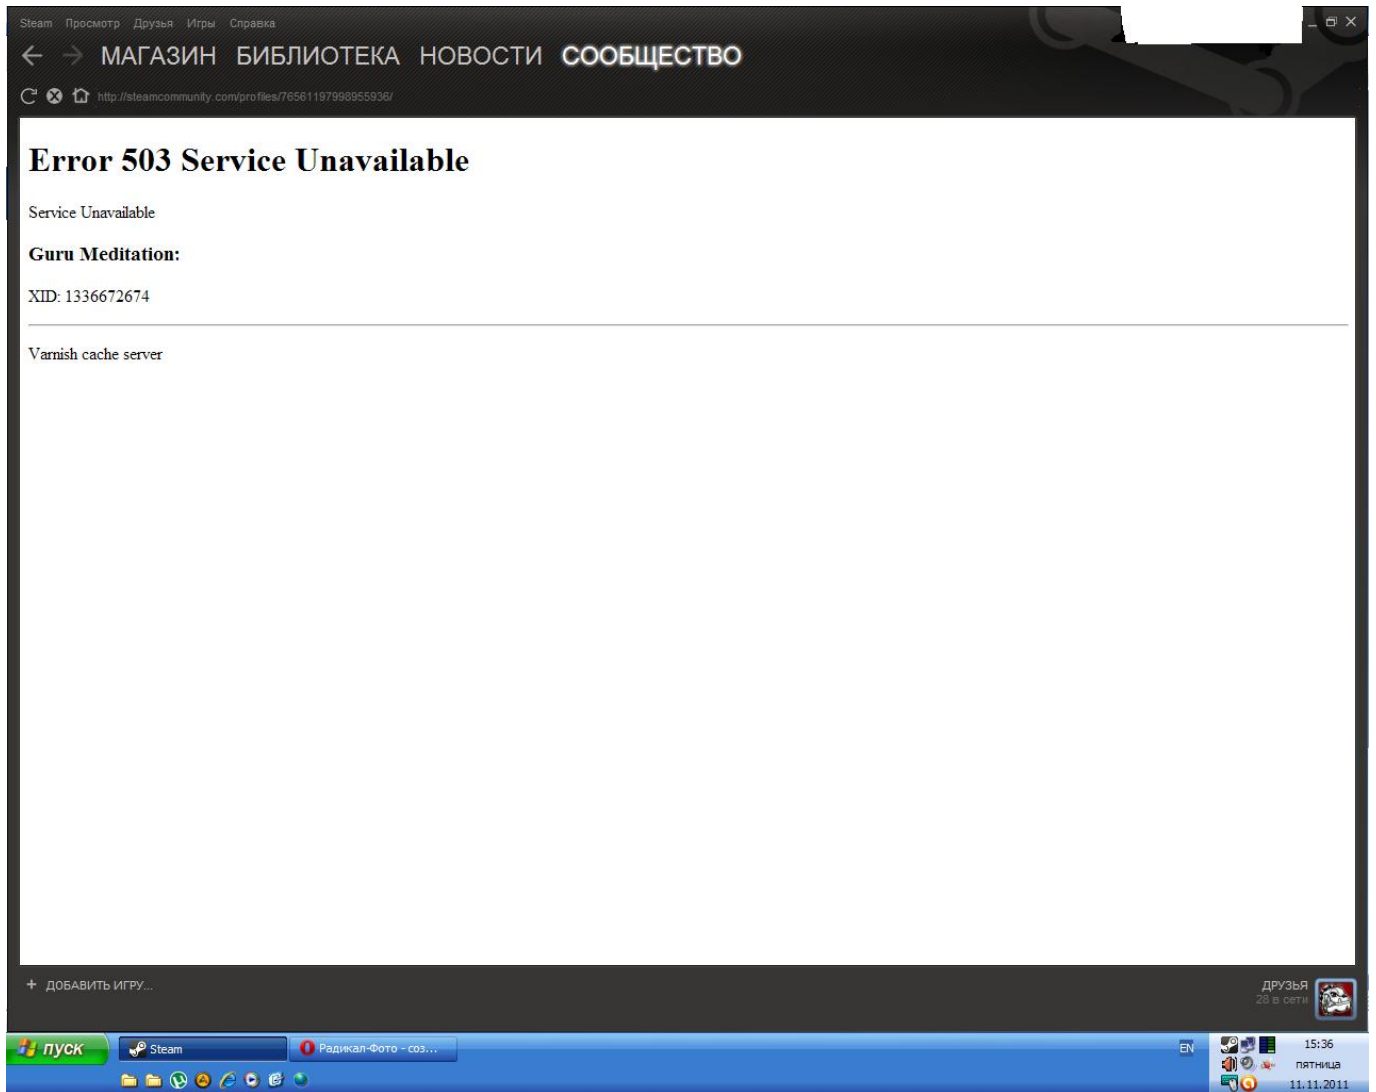 Steam Просмотр Друзья Игры Справка
МАГАЗИН БИБЛИОТЕКА НОВОСТИ СООБЩЕСТВО
http://steamcommunity.com/profiles/76561197998955936/
Error 503 Service Unavailable
Service Unavailable
Guru Meditation:
XID: 1336672674
Varnish cache server
+ ДОБАВИТЬ ИГРУ...
ДРУЗЬЯ
28 в сети
пуск
Steam
Радикал-Фото - соз...
EN
15:36
пятница
11.11.2011